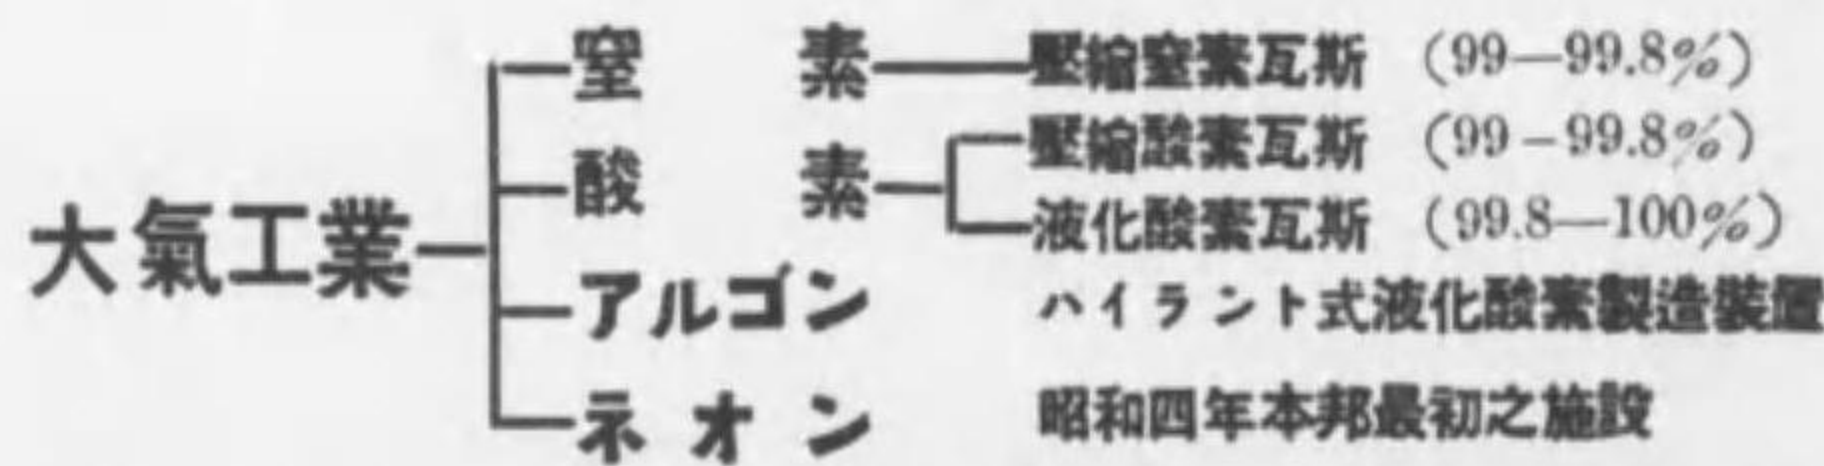 大氣工業
窒素 壓縮窒素瓦斯 (99—99.8%)
酸素 壓縮酸素瓦斯 (99–99.8%)
液化酸素瓦斯 (99.8—100%)
アルゴン ハイラント式液化酸素製造裝置
ネオン 昭和四年本邦最初之施設